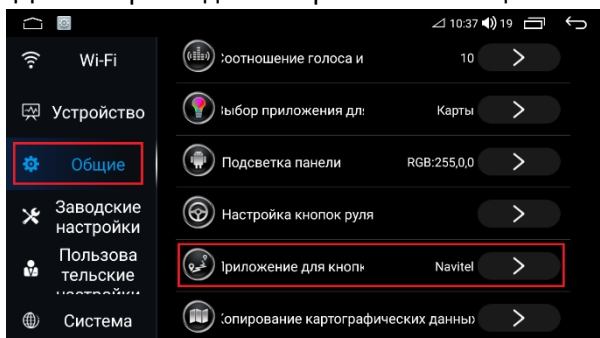 10:37 19
Wi-Fi
Устройство
Общие
Заводские
настройки
Пользова
тельские
Система
оотношение голоса и
10
ыбор приложения дл
Карты
Подсветка панели
RGB:255,0,0
Настройка кнопок руля
риложение для кнопк
Navitel
опирование картографических данны